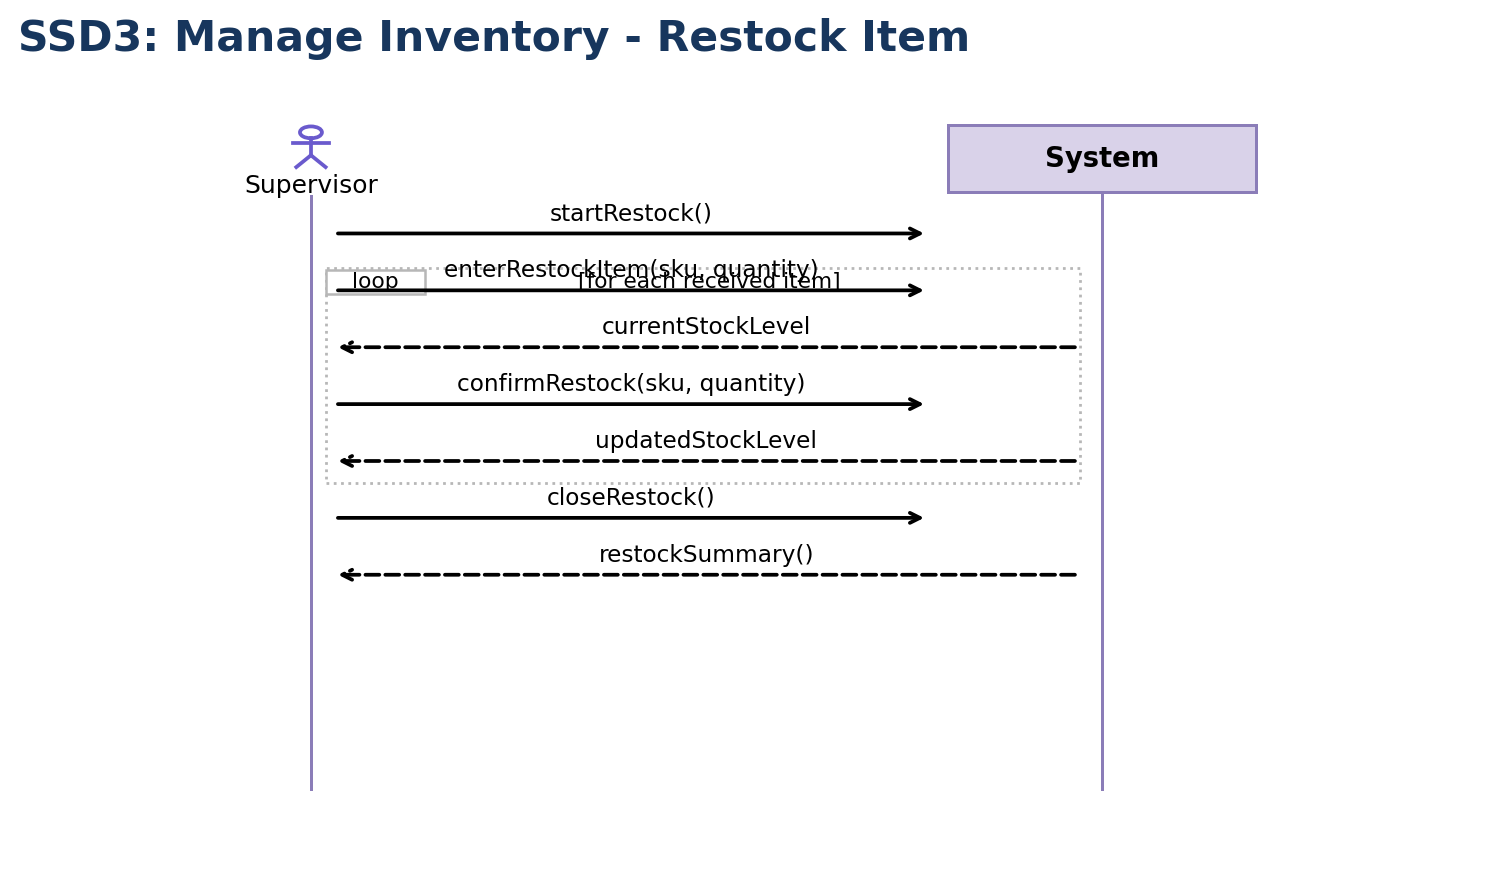 SSD3: Manage Inventory - Restock Item
Supervisor
System
startRestock()
enterRestockItem(sku, quantity)
loop
[for each received item]
currentStockLevel
confirmRestock(sku, quantity)
updatedStockLevel
closeRestock()
restockSummary()